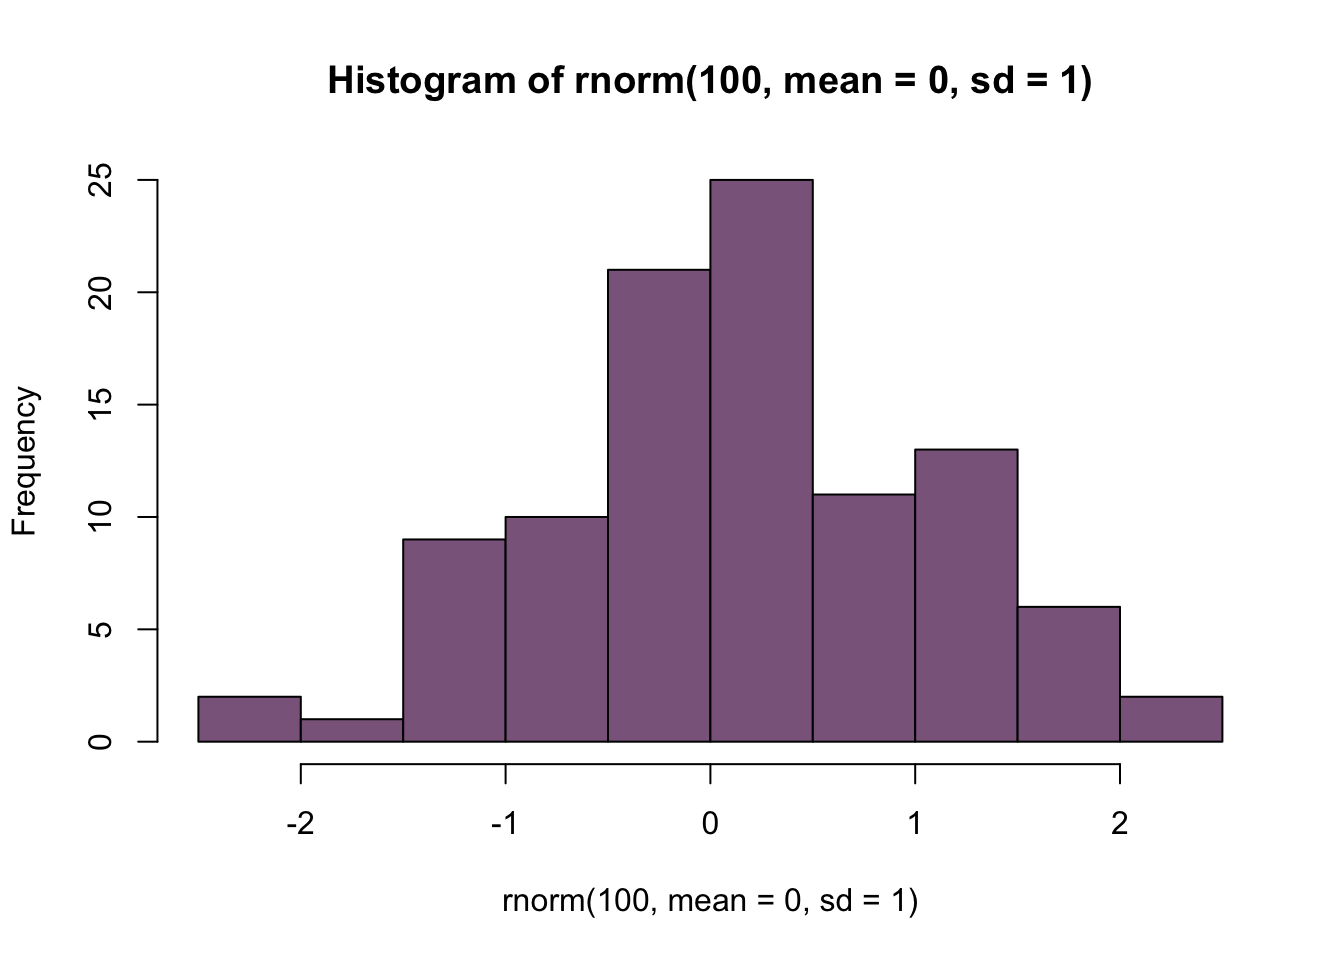 Histogram of rnorm(100, mean = 0, sd = 1)
25
20
15
10
5
0
Frequency
-2 -1 0 1 2
rnorm(100, mean = 0, sd = 1)